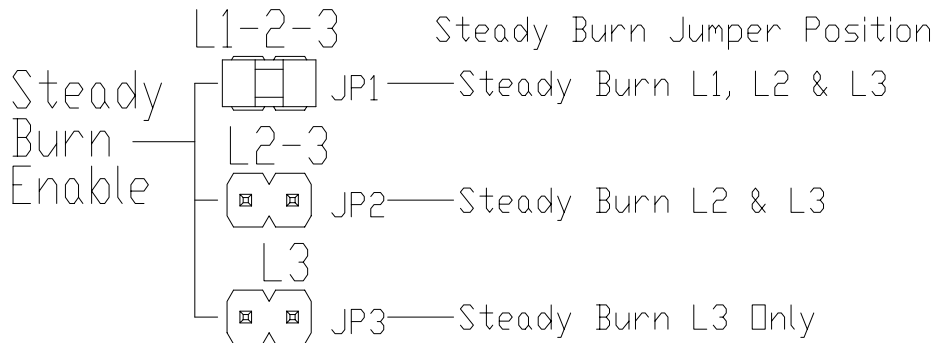 L1-2-3
Steady Burn Jumper Position
Steady
Burn
Enable
JP1 Steady Burn L1, L2 & L3
L2-3
JP2 Steady Burn L2 & L3
L3
JP3 Steady Burn L3 Only